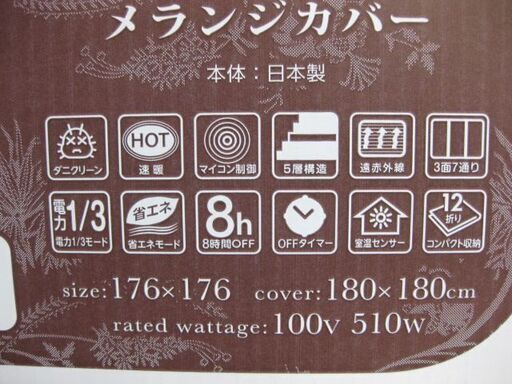 メランジカバー
本体：日本製
HOT
ダニクリーン 速暖 マイコン制御 5層構造 遠赤外線 3面7通り
電力1/3 省エネ 8h 12折り
電力1/3モード 省エネモード 8時間OFF OFFタイマー 室温センサー コンパクト収納
size: 176×176 cover: 180×180cm
rated wattage: 100v 510w